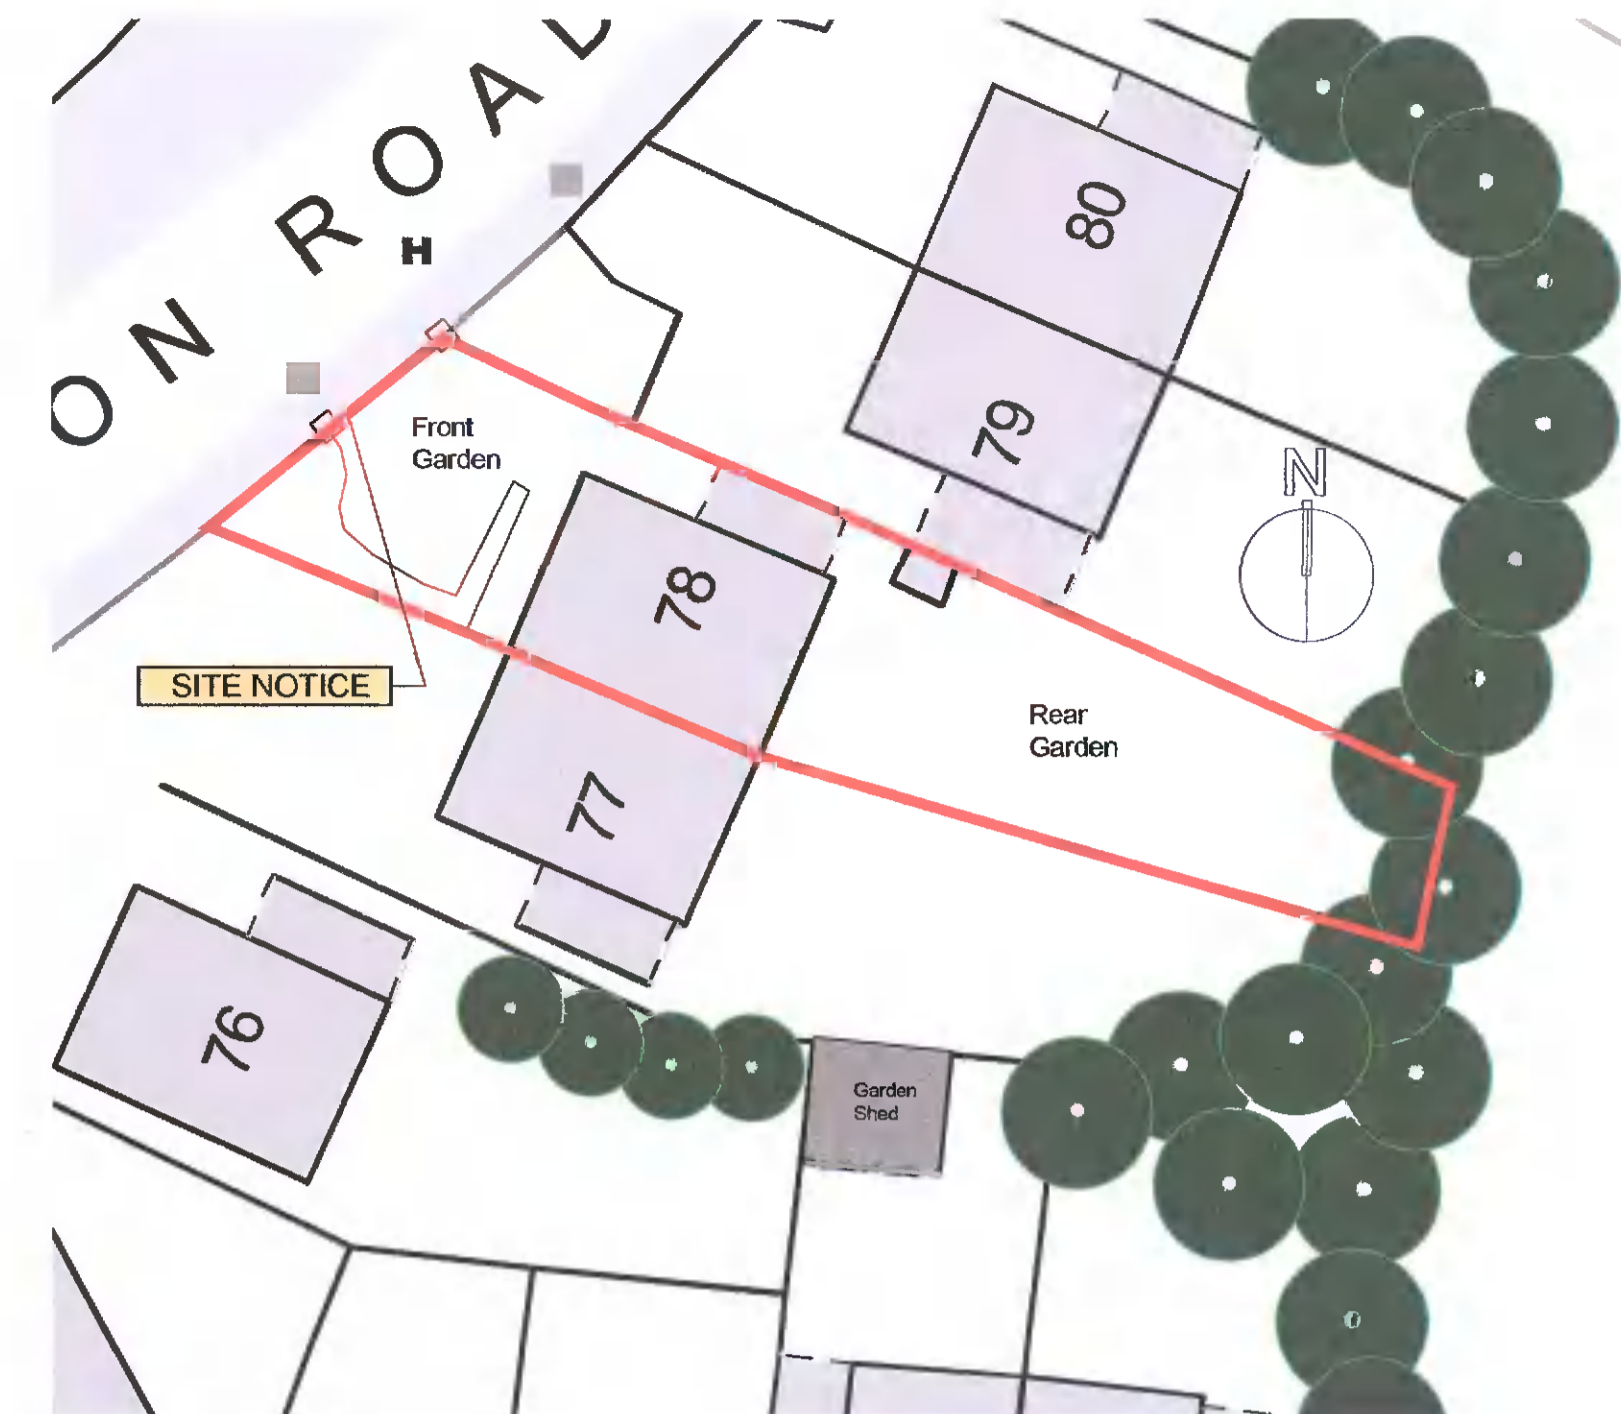 ON ROAD
H
80
79
Front
Garden
N
78
SITE NOTICE
Rear
Garden
77
76
Garden
Shed